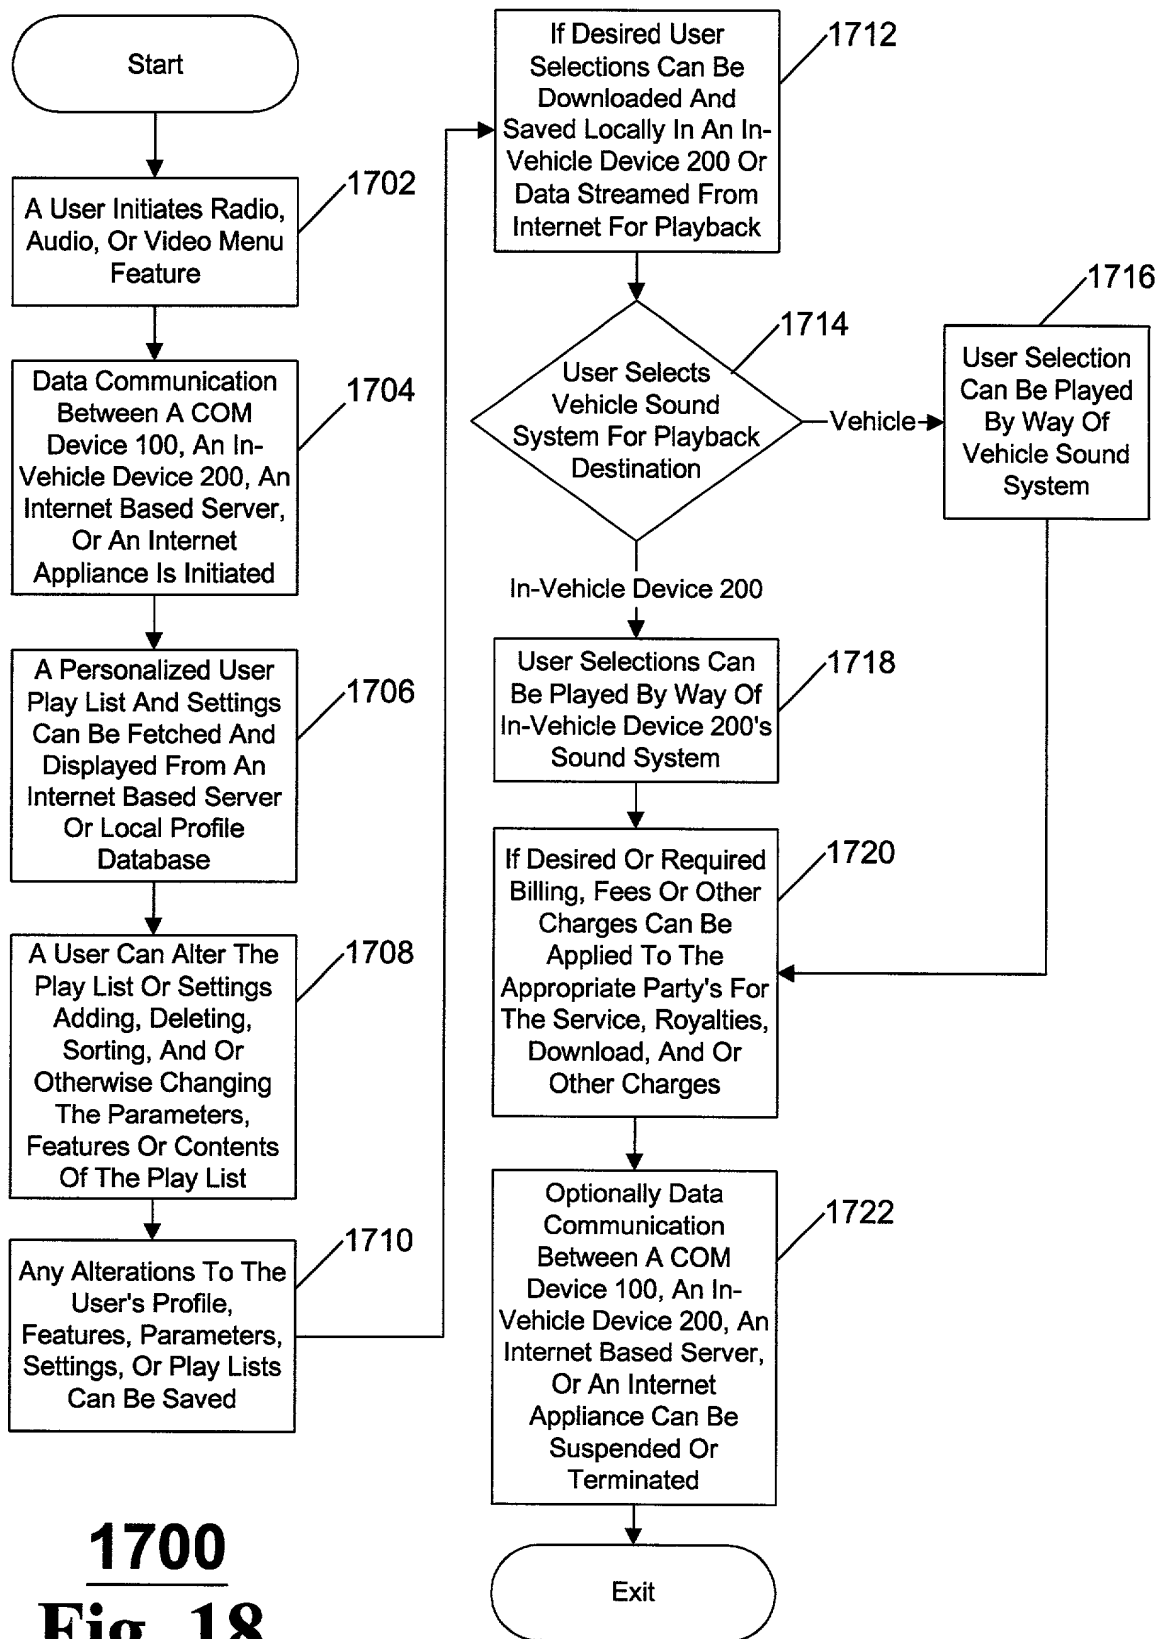 Start
1702
A User Initiates Radio,
Audio, Or Video Menu
Feature
1704
Data Communication
Between A COM
Device 100, An In-
Vehicle Device 200, An
Internet Based Server,
Or An Internet
Appliance Is Initiated
1706
A Personalized User
Play List And Settings
Can Be Fetched And
Displayed From An
Internet Based Server
Or Local Profile
Database
1708
A User Can Alter The
Play List Or Settings
Adding, Deleting,
Sorting, And Or
Otherwise Changing
The Parameters,
Features Or Contents
Of The Play List
1710
Any Alterations To The
User's Profile,
Features, Parameters,
Settings, Or Play Lists
Can Be Saved
1712
If Desired User
Selections Can Be
Downloaded And
Saved Locally In An In-
Vehicle Device 200 Or
Data Streamed From
Internet For Playback
1714
User Selects
Vehicle Sound
System For Playback
Destination
Vehicle
1716
User Selection
Can Be Played
By Way Of
Vehicle Sound
System
In-Vehicle Device 200
1718
User Selections Can
Be Played By Way Of
In-Vehicle Device 200's
Sound System
1720
If Desired Or Required
Billing, Fees Or Other
Charges Can Be
Applied To The
Appropriate Party's For
The Service, Royalties,
Download, And Or
Other Charges
1722
Optionally Data
Communication
Between A COM
Device 100, An In-
Vehicle Device 200, An
Internet Based Server,
Or An Internet
Appliance Can Be
Suspended Or
Terminated
Exit
1700
Fig. 18